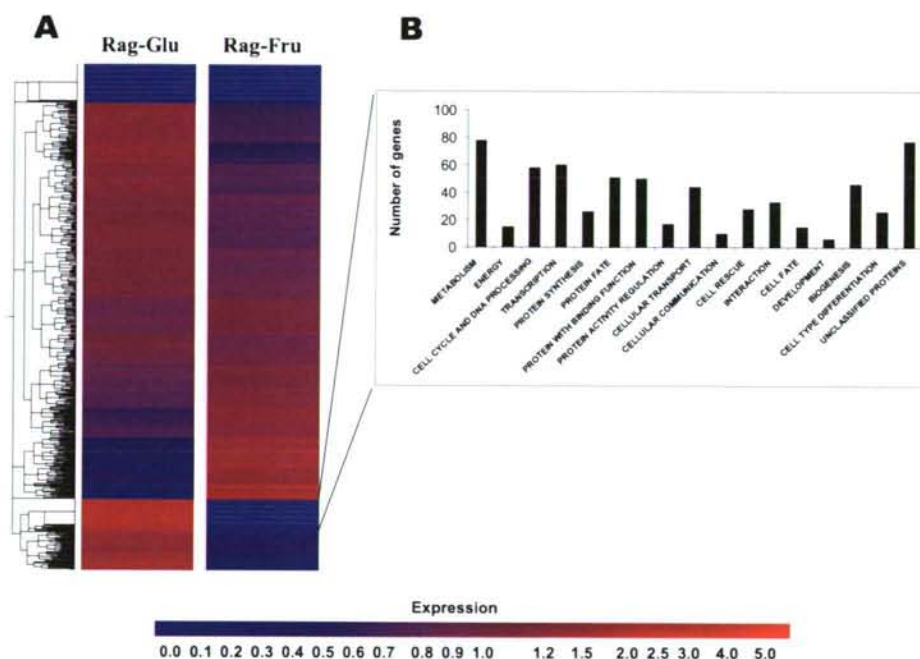 A
Rag-Glu
Rag-Fru
B
Number of genes
100
80
60
40
20
0
METABOLISM
ENERGY
CELL CYCLE AND DNA PROCESSING
TRANSCRIPTION
PROTEIN SYNTHESIS
PROTEIN FATE
PROTEIN WITH BINDING FUNCTION
PROTEIN ACTIVITY REGULATION
CELLULAR TRANSPORT
CELLULAR COMMUNICATION
CELL RESCUE
INTERACTION
CELL FATE
DEVELOPMENT
BIOGENESIS
CELL TYPE DIFFERENTIATION
UNCLASSIFIED PROTEINS
Expression
0.0 0.1 0.2 0.3 0.4 0.5 0.6 0.7 0.8 0.9 1.0 1.2 1.5 2.0 2.5 3.0 4.0 5.0